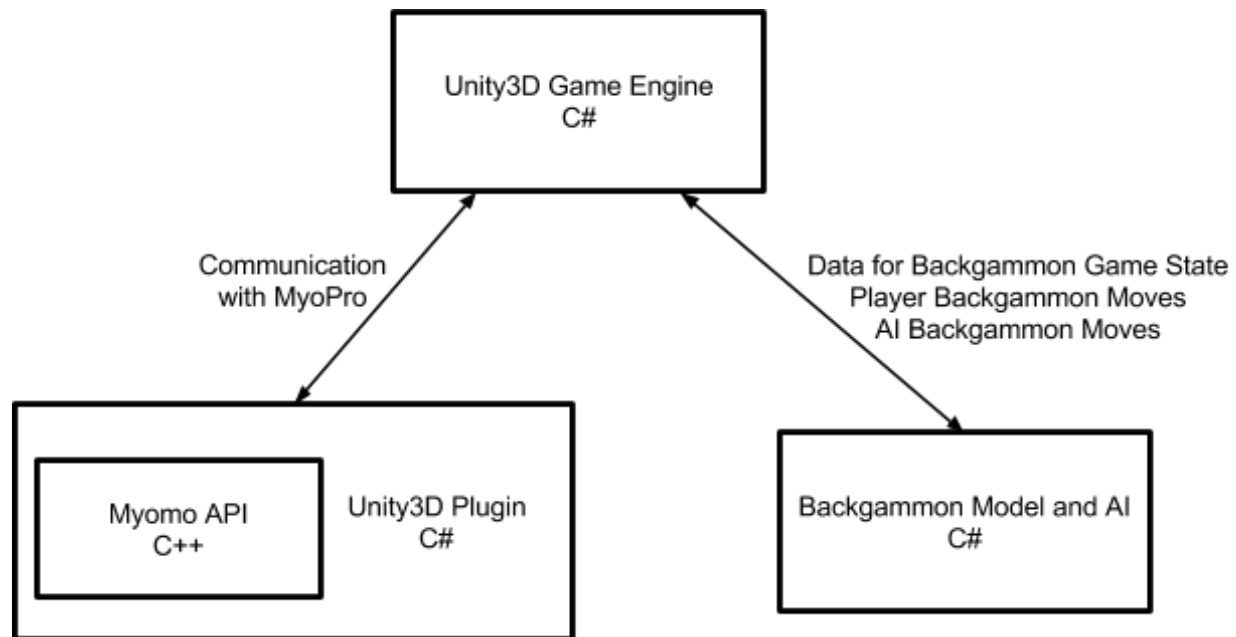 Unity3D Game Engine
C#
Communication
with MyoPro
Data for Backgammon Game State
Player Backgammon Moves
AI Backgammon Moves
Myomo API
C++
Unity3D Plugin
C#
Backgammon Model and AI
C#